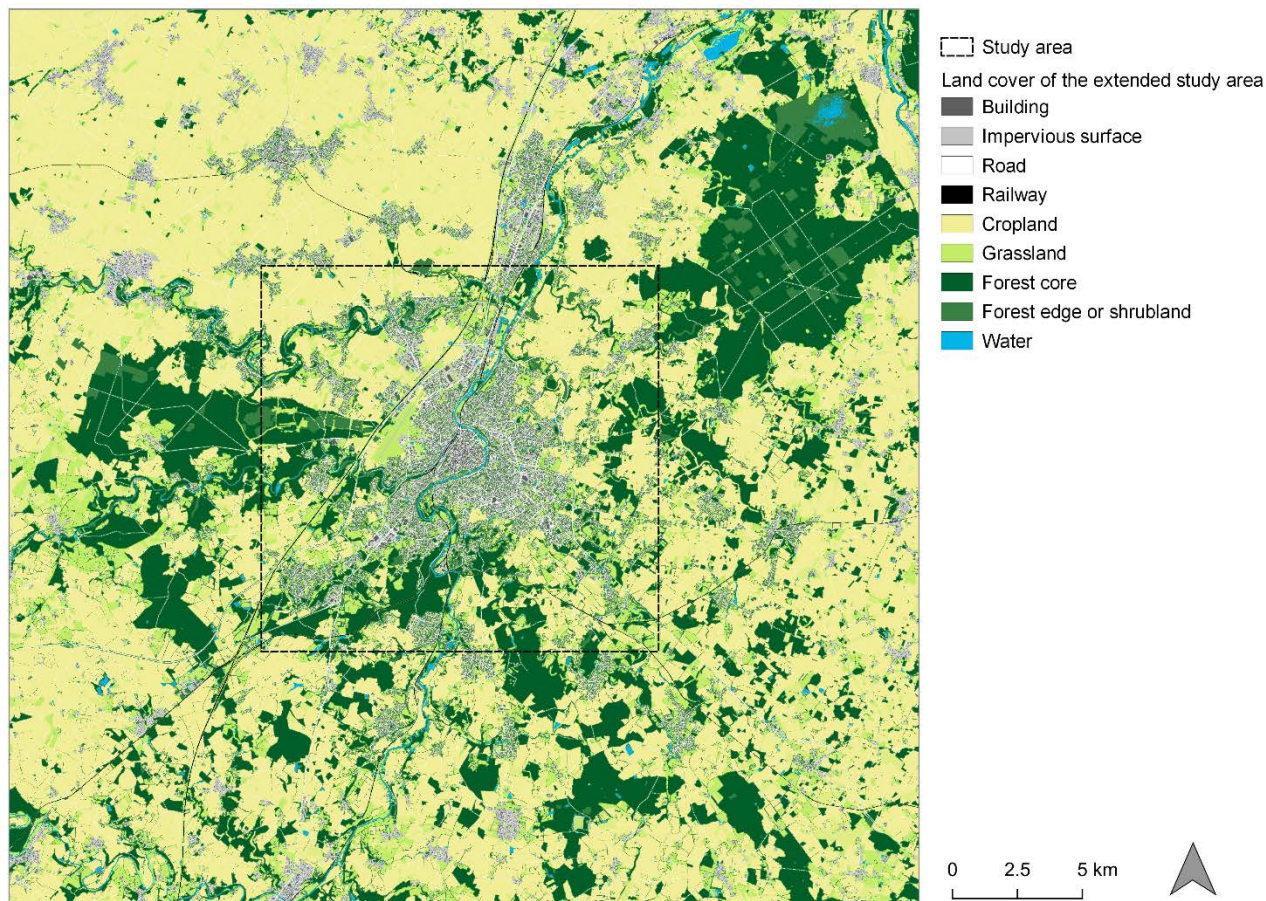 Study area
Land cover of the extended study area
Building
Impervious surface
Road
Railway
Cropland
Grassland
Forest core
Forest edge or shrubland
Water
0 2.5 5 km